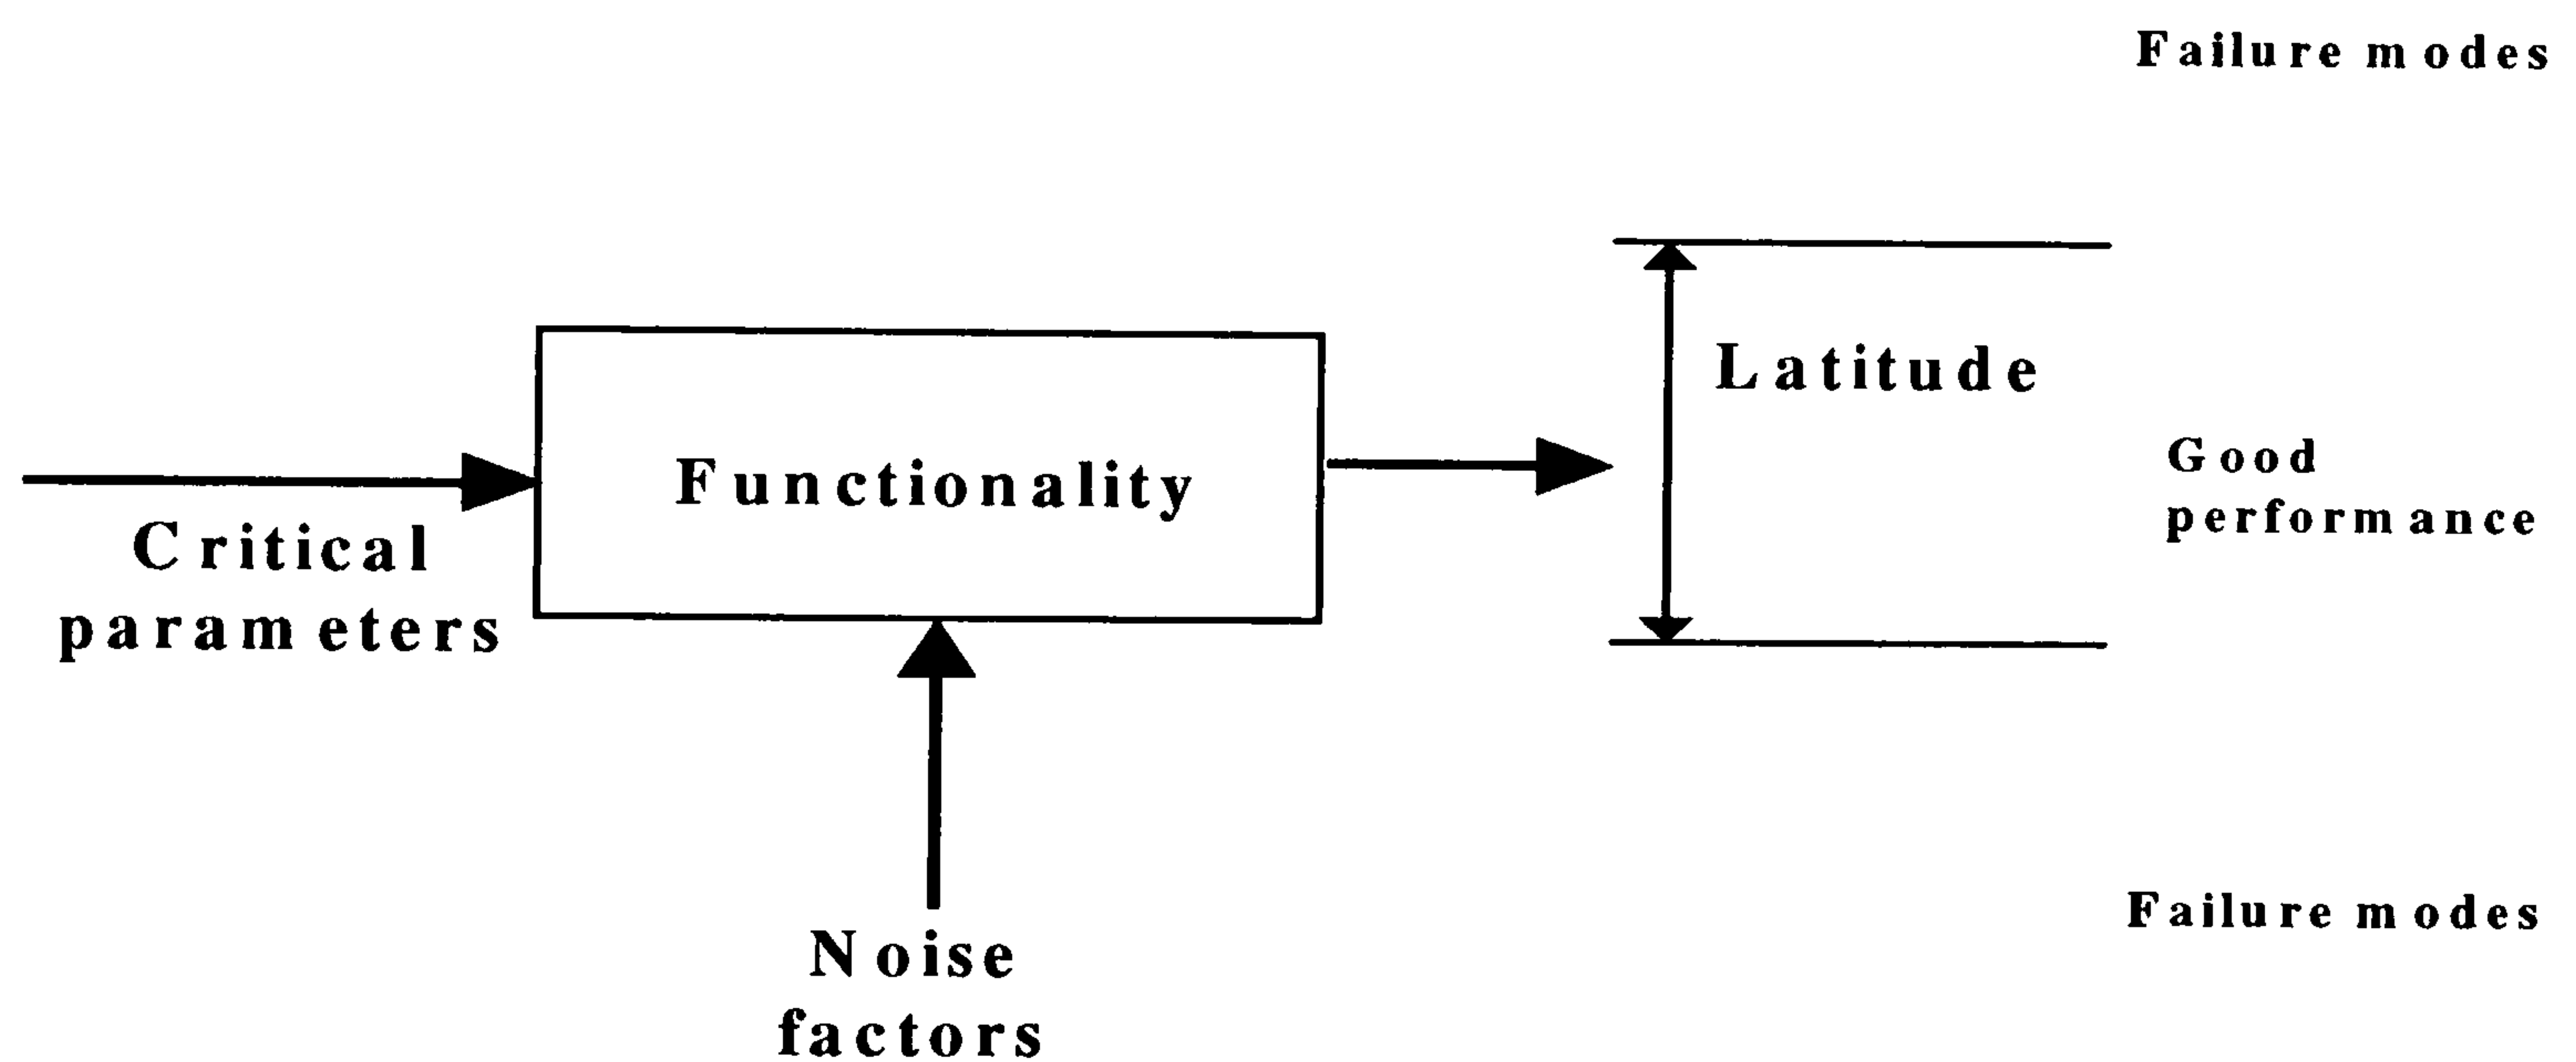 Failure modes
Latitude
Functionality
Good
performance
Critical
parameters
Failure modes
Noise
factors